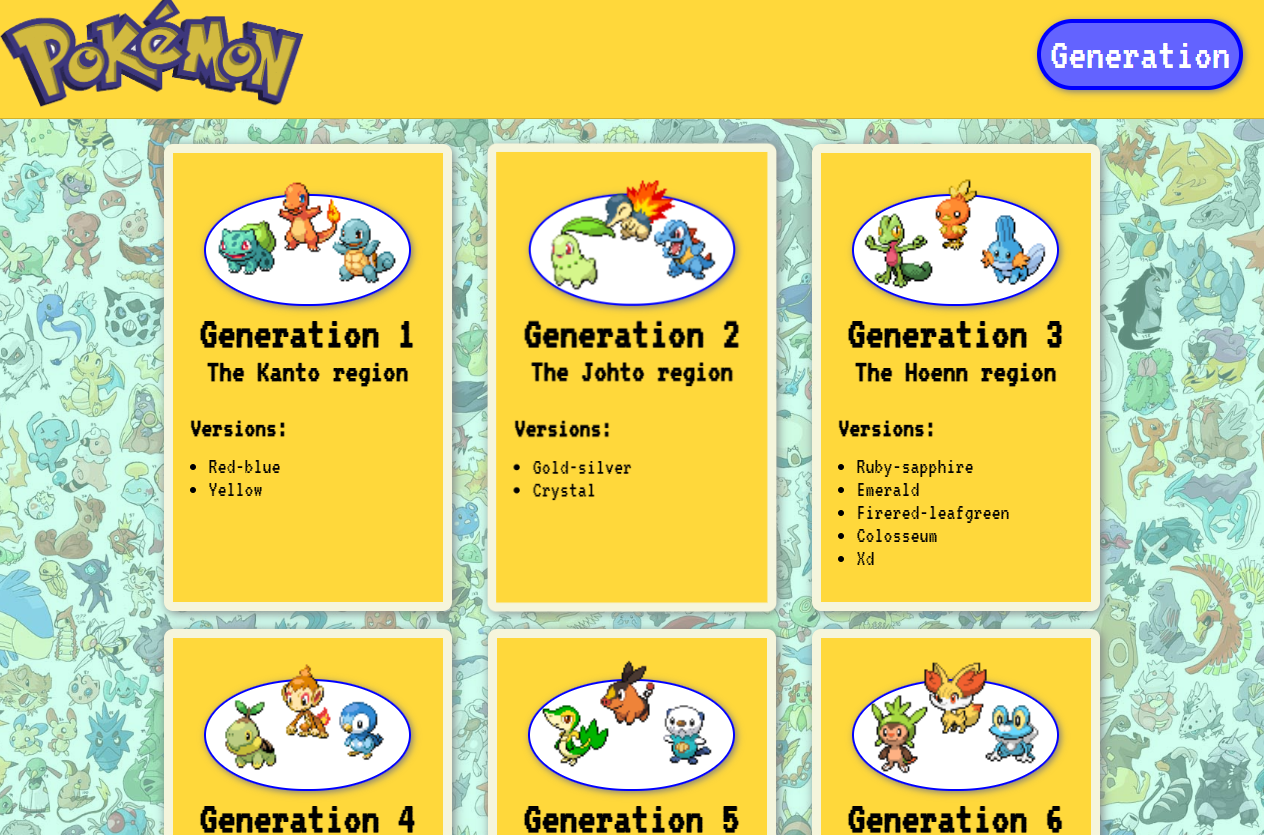 POKéMON
Generation
Generation 1
The Kanto region
Versions:
Red-blue
Yellow
Generation 2
The Johto region
Versions:
Gold-silver
Crystal
Generation 3
The Hoenn region
Versions:
Ruby-sapphire
Emerald
Firered-leafgreen
Colosseum
Xd
Generation 4
Generation 5
Generation 6